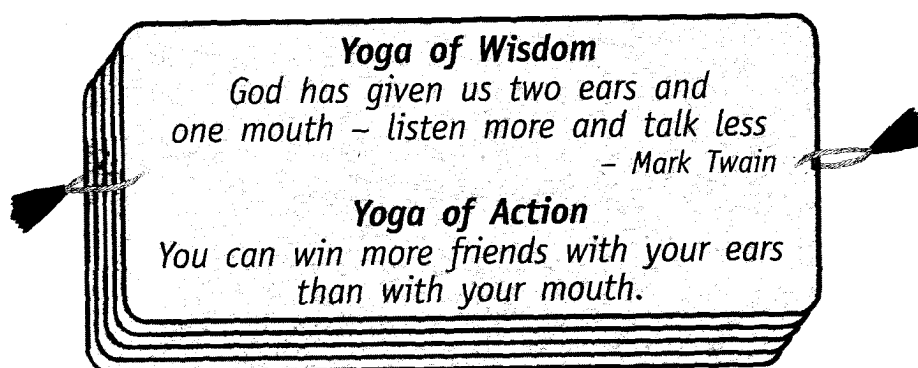 Yoga of Wisdom
God has given us two ears and
one mouth – listen more and talk less
– Mark Twain
Yoga of Action
You can win more friends with your ears
than with your mouth.